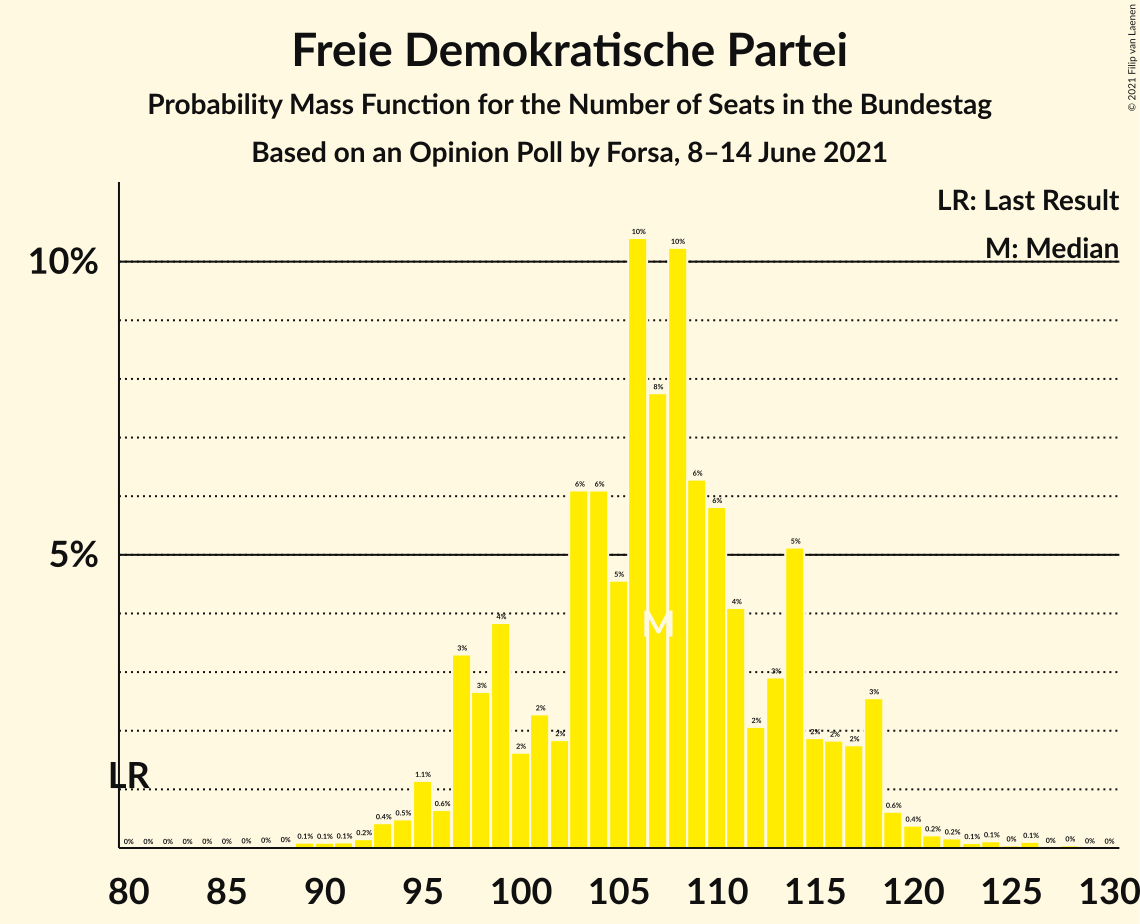 Freie Demokratische Partei
Probability Mass Function for the Number of Seats in the Bundestag
Based on an Opinion Poll by Forsa, 8–14 June 2021
© 2021 Filip van Laenen
LR: Last Result
M: Median
10%
5%
LR
M
0% 0% 0% 0% 0% 0% 0% 0% 0% 0.1% 0.1% 0.1% 0.2% 0.4% 0.5% 1.1% 0.6% 3% 3% 4% 2% 2% 2% 6% 6% 5% 10% 8% 10% 6% 6% 4% 2% 3% 5% 2% 2% 2% 3% 0.6% 0.4% 0.2% 0.2% 0.1% 0.1% 0% 0.1% 0% 0% 0% 0%
80 85 90 95 100 105 110 115 120 125 130